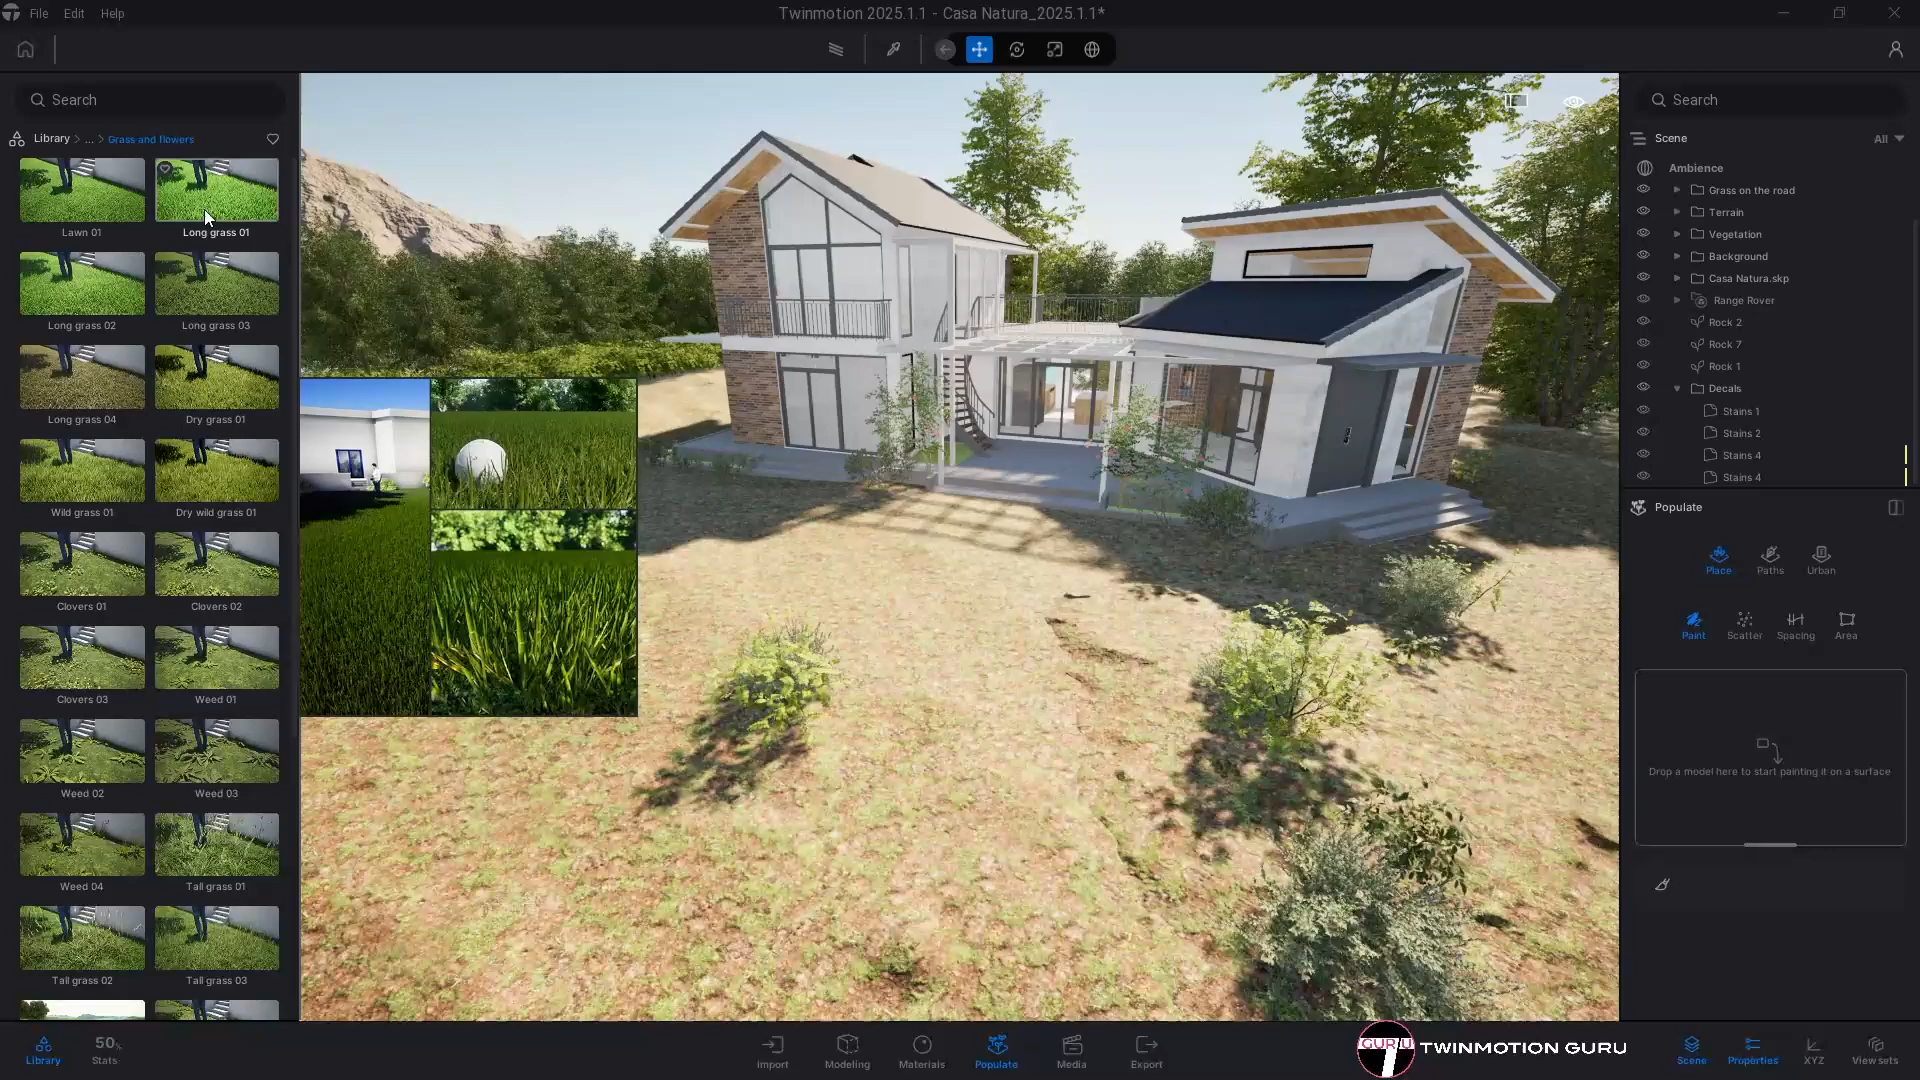 File Edit Help
Twinmotion 2025.1.1 - Casa Natura_2025.1.1*
Search
Library > ... > Grass and flowers
Lawn 01
Long grass 01
Long grass 02
Long grass 03
Long grass 04
Dry grass 01
Wild grass 01
Dry wild grass 01
Clovers 01
Clovers 02
Clovers 03
Weed 01
Weed 02
Weed 03
Weed 04
Tall grass 01
Tall grass 02
Tall grass 03
Search
Scene
All
Ambience
Grass on the road
Terrain
Vegetation
Background
Casa Natura.skp
Range Rover
Rock 2
Rock 7
Rock 1
Decals
Stains 1
Stains 2
Stains 4
Stains 4
Populate
Place Paths Urban
Paint Scatter Spacing Area
Drop a model here to start painting it on a surface
Library
50%
Stats
Import
Modeling
Materials
Populate
Media
Export
GURU
TWINMOTION GURU
Scene
Properties
XYZ
View sets